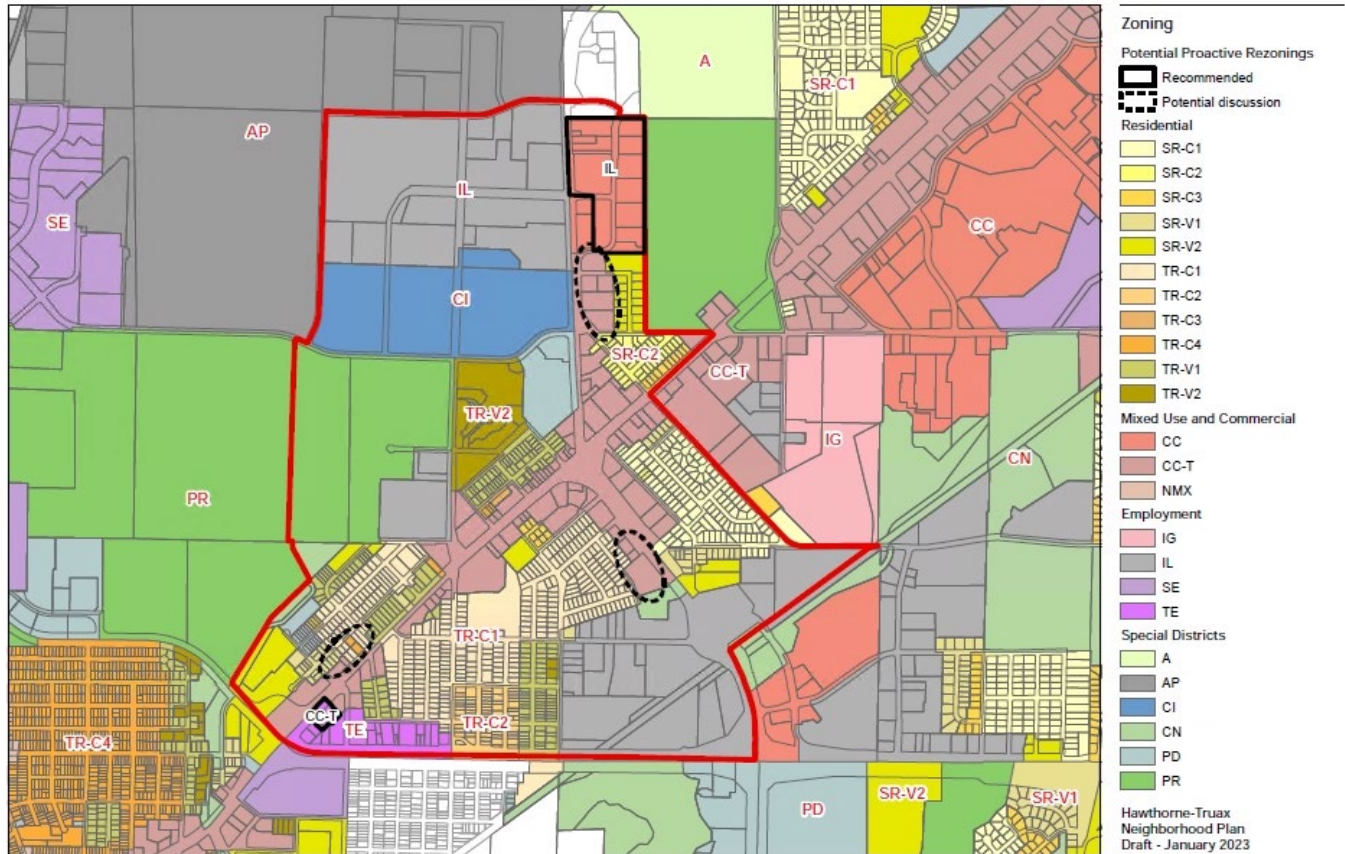 A
SR-C1
AP
IL
IL
SE
CC
CI
SR-C2
CC-T
TR-V2
IG
CN
PR
TR-C1
CC-T
TE
TR-C2
TR-C4
PD
SR-V2
SR-V1
Zoning
Potential Proactive Rezonings
Recommended
Potential discussion
Residential
SR-C1
SR-C2
SR-C3
SR-V1
SR-V2
TR-C1
TR-C2
TR-C3
TR-C4
TR-V1
TR-V2
Mixed Use and Commercial
CC
CC-T
NMX
Employment
IG
IL
SE
TE
Special Districts
A
AP
CI
CN
PD
PR
Hawthorne-Truax
Neighborhood Plan
Draft - January 2023